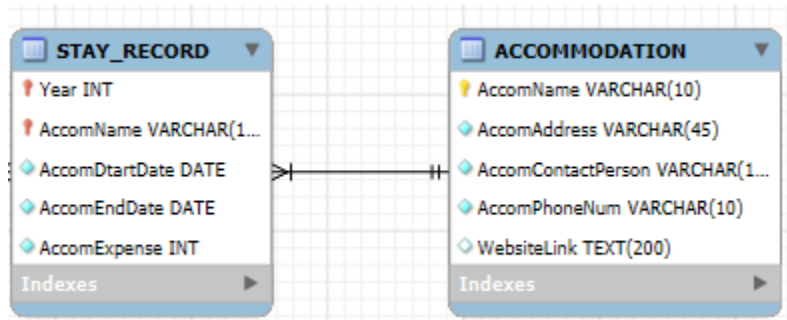 STAY_RECORD
Year INT
AccomName VARCHAR(1...
AccomDtartDate DATE
AccomEndDate DATE
AccomExpense INT
Indexes
ACCOMMODATION
AccomName VARCHAR(10)
AccomAddress VARCHAR(45)
AccomContactPerson VARCHAR(1...
AccomPhoneNum VARCHAR(10)
WebsiteLink TEXT(200)
Indexes